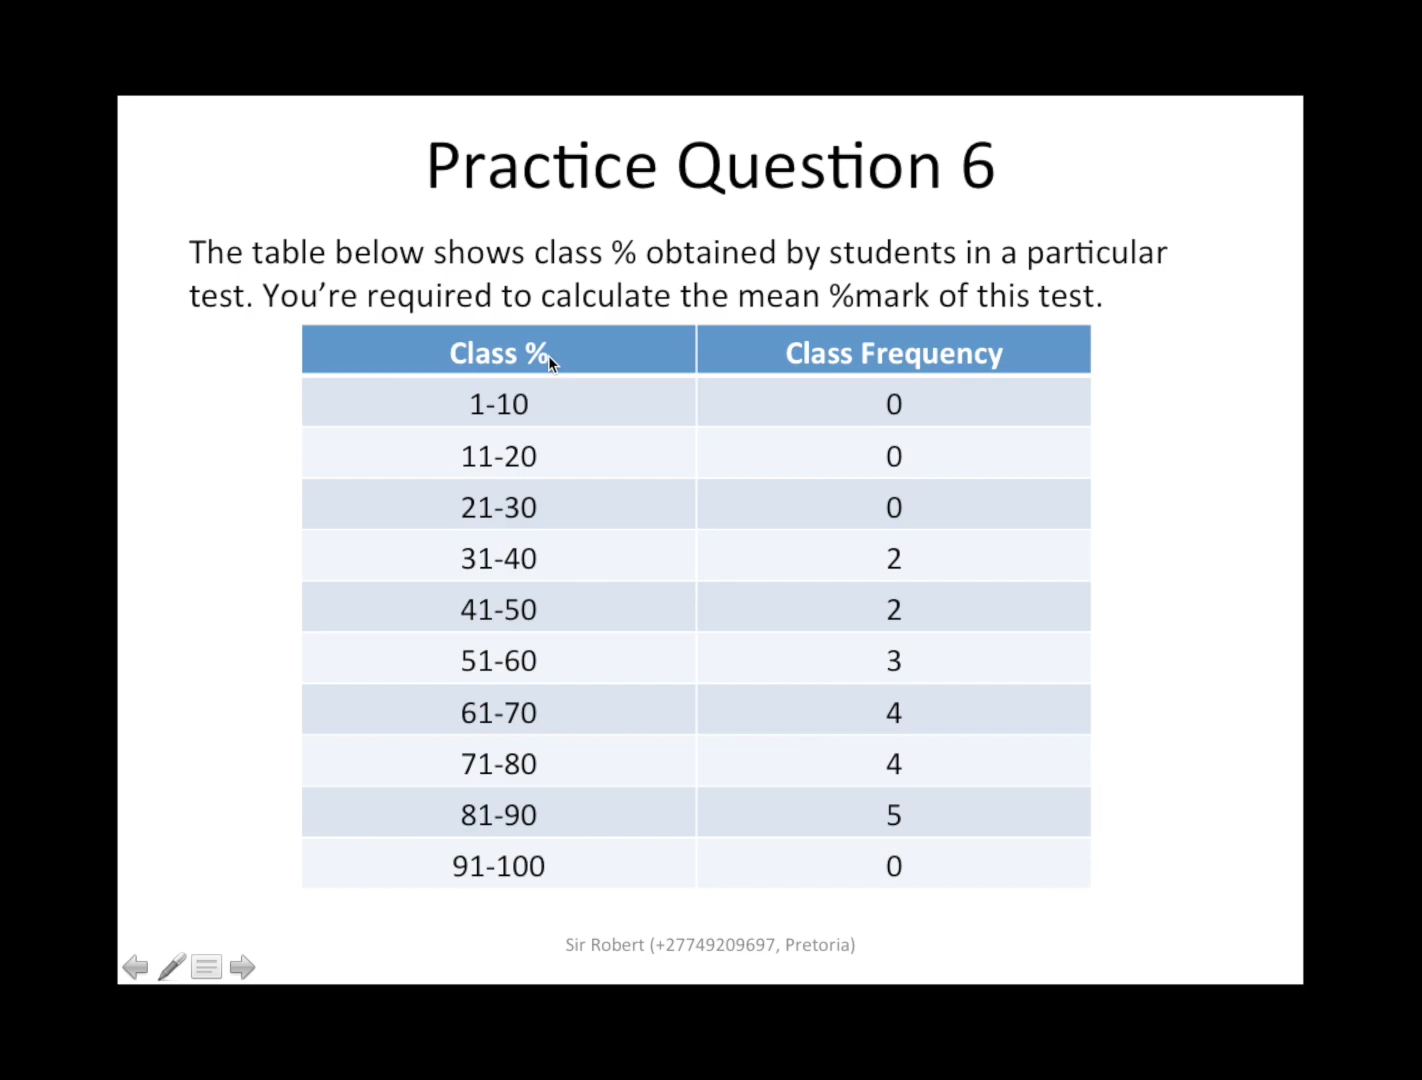 Practice Question 6
The table below shows class % obtained by students in a particular
test. You’re required to calculate the mean %mark of this test.
Class % Class Frequency
1-10 0
11-20 0
21-30 0
31-40 2
41-50 2
51-60 3
61-70 4
71-80 4
81-90 5
91-100 0
Sir Robert (+27749209697, Pretoria)